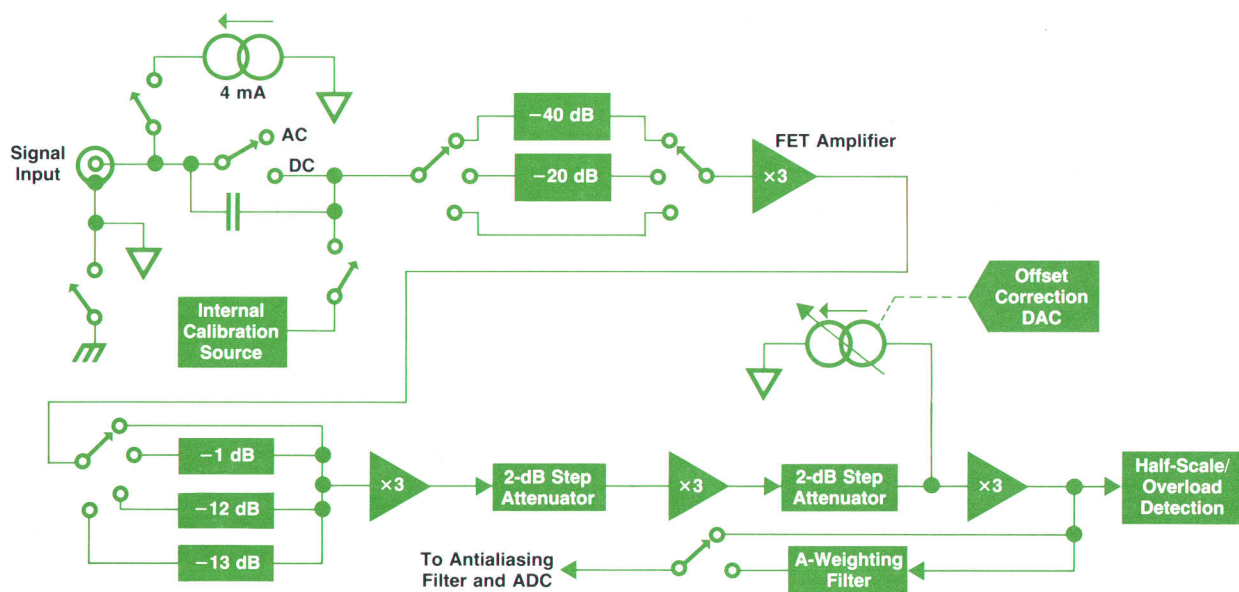 4 mA
Signal
Input
AC
DC
−40 dB
−20 dB
FET Amplifier
×3
Internal
Calibration
Source
Offset
Correction
DAC
−1 dB
−12 dB
−13 dB
×3
2-dB Step
Attenuator
×3
2-dB Step
Attenuator
×3
Half-Scale/
Overload
Detection
To Antialiasing
Filter and ADC
A-Weighting
Filter